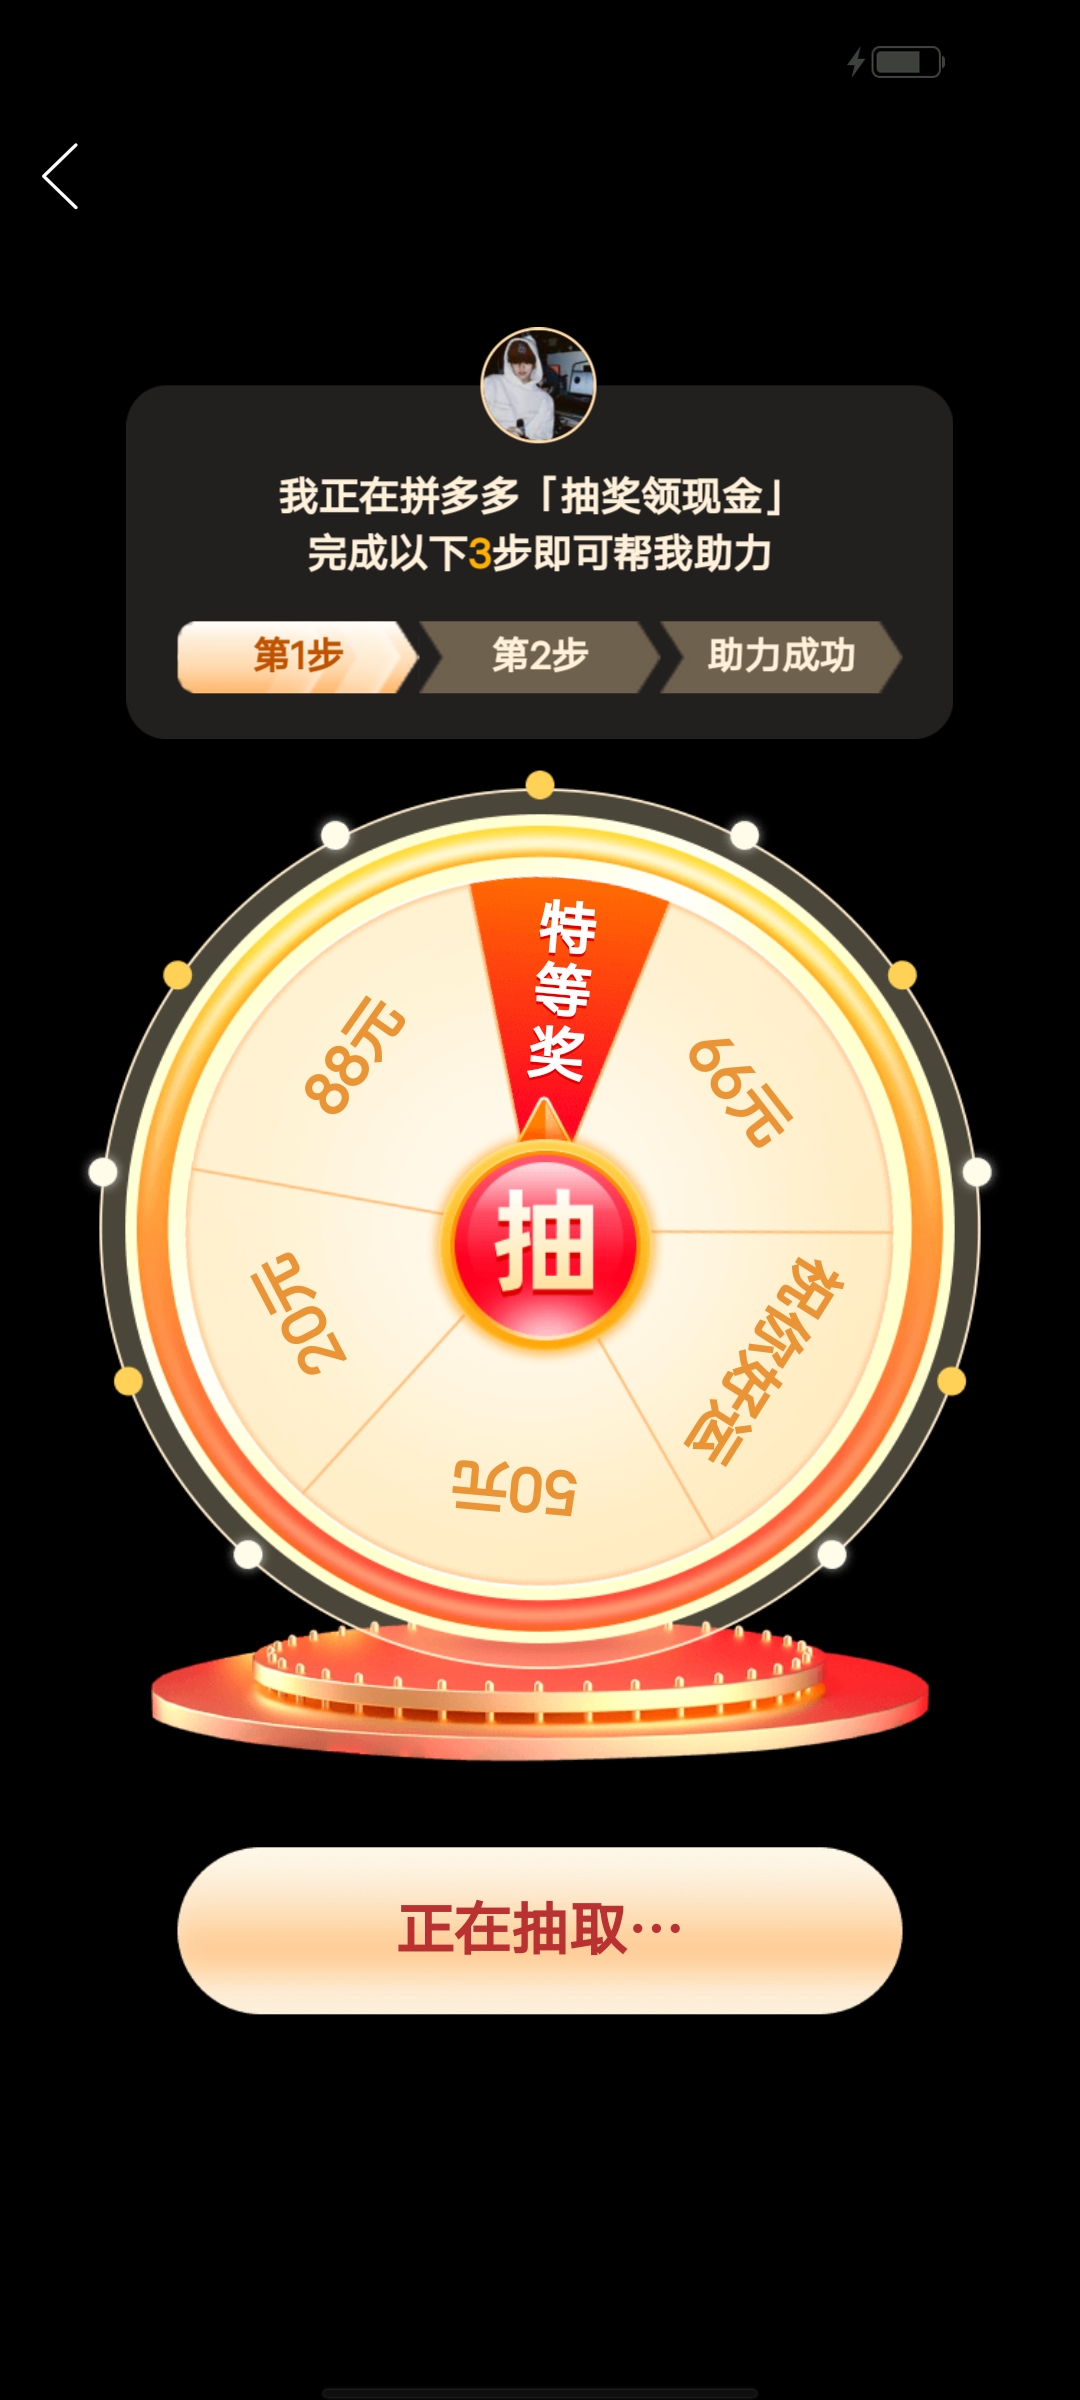 我正在拼多多「抽奖领现金」
完成以下3步即可帮我助力
第1步
第2步
助力成功
特等奖
88元
66元
抽
20元
祝你好运
50元
正在抽取···